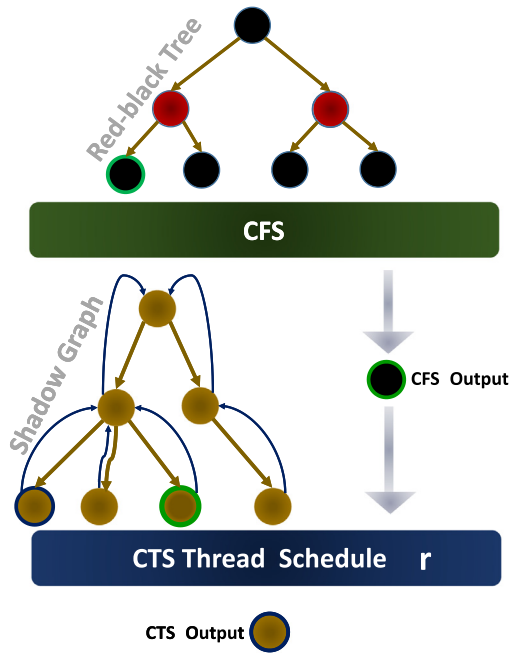 Red-black Tree
CFS
Shadow Graph
CFS Output
CTS Thread Schedule r
CTS Output